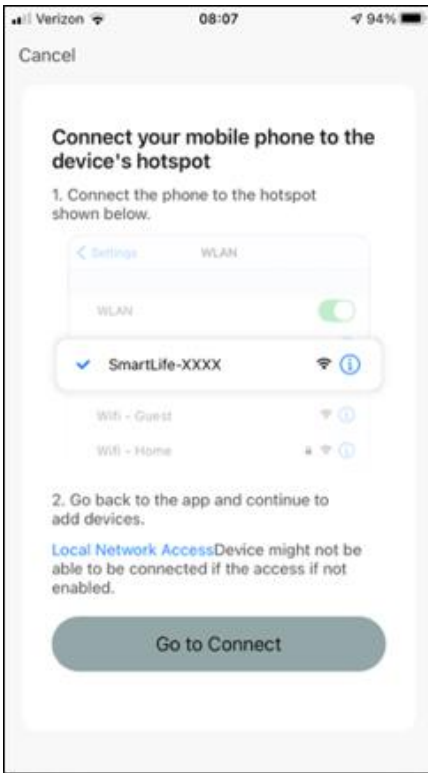 Verizon 08:07 94%
Cancel
Connect your mobile phone to the
device's hotspot
1. Connect the phone to the hotspot
shown below.
Settings WLAN
WLAN
SmartLife-XXXX
Wifi - Guest
Wifi - Home
2. Go back to the app and continue to
add devices.
Local Network AccessDevice might not be
able to be connected if the access if not
enabled.
Go to Connect